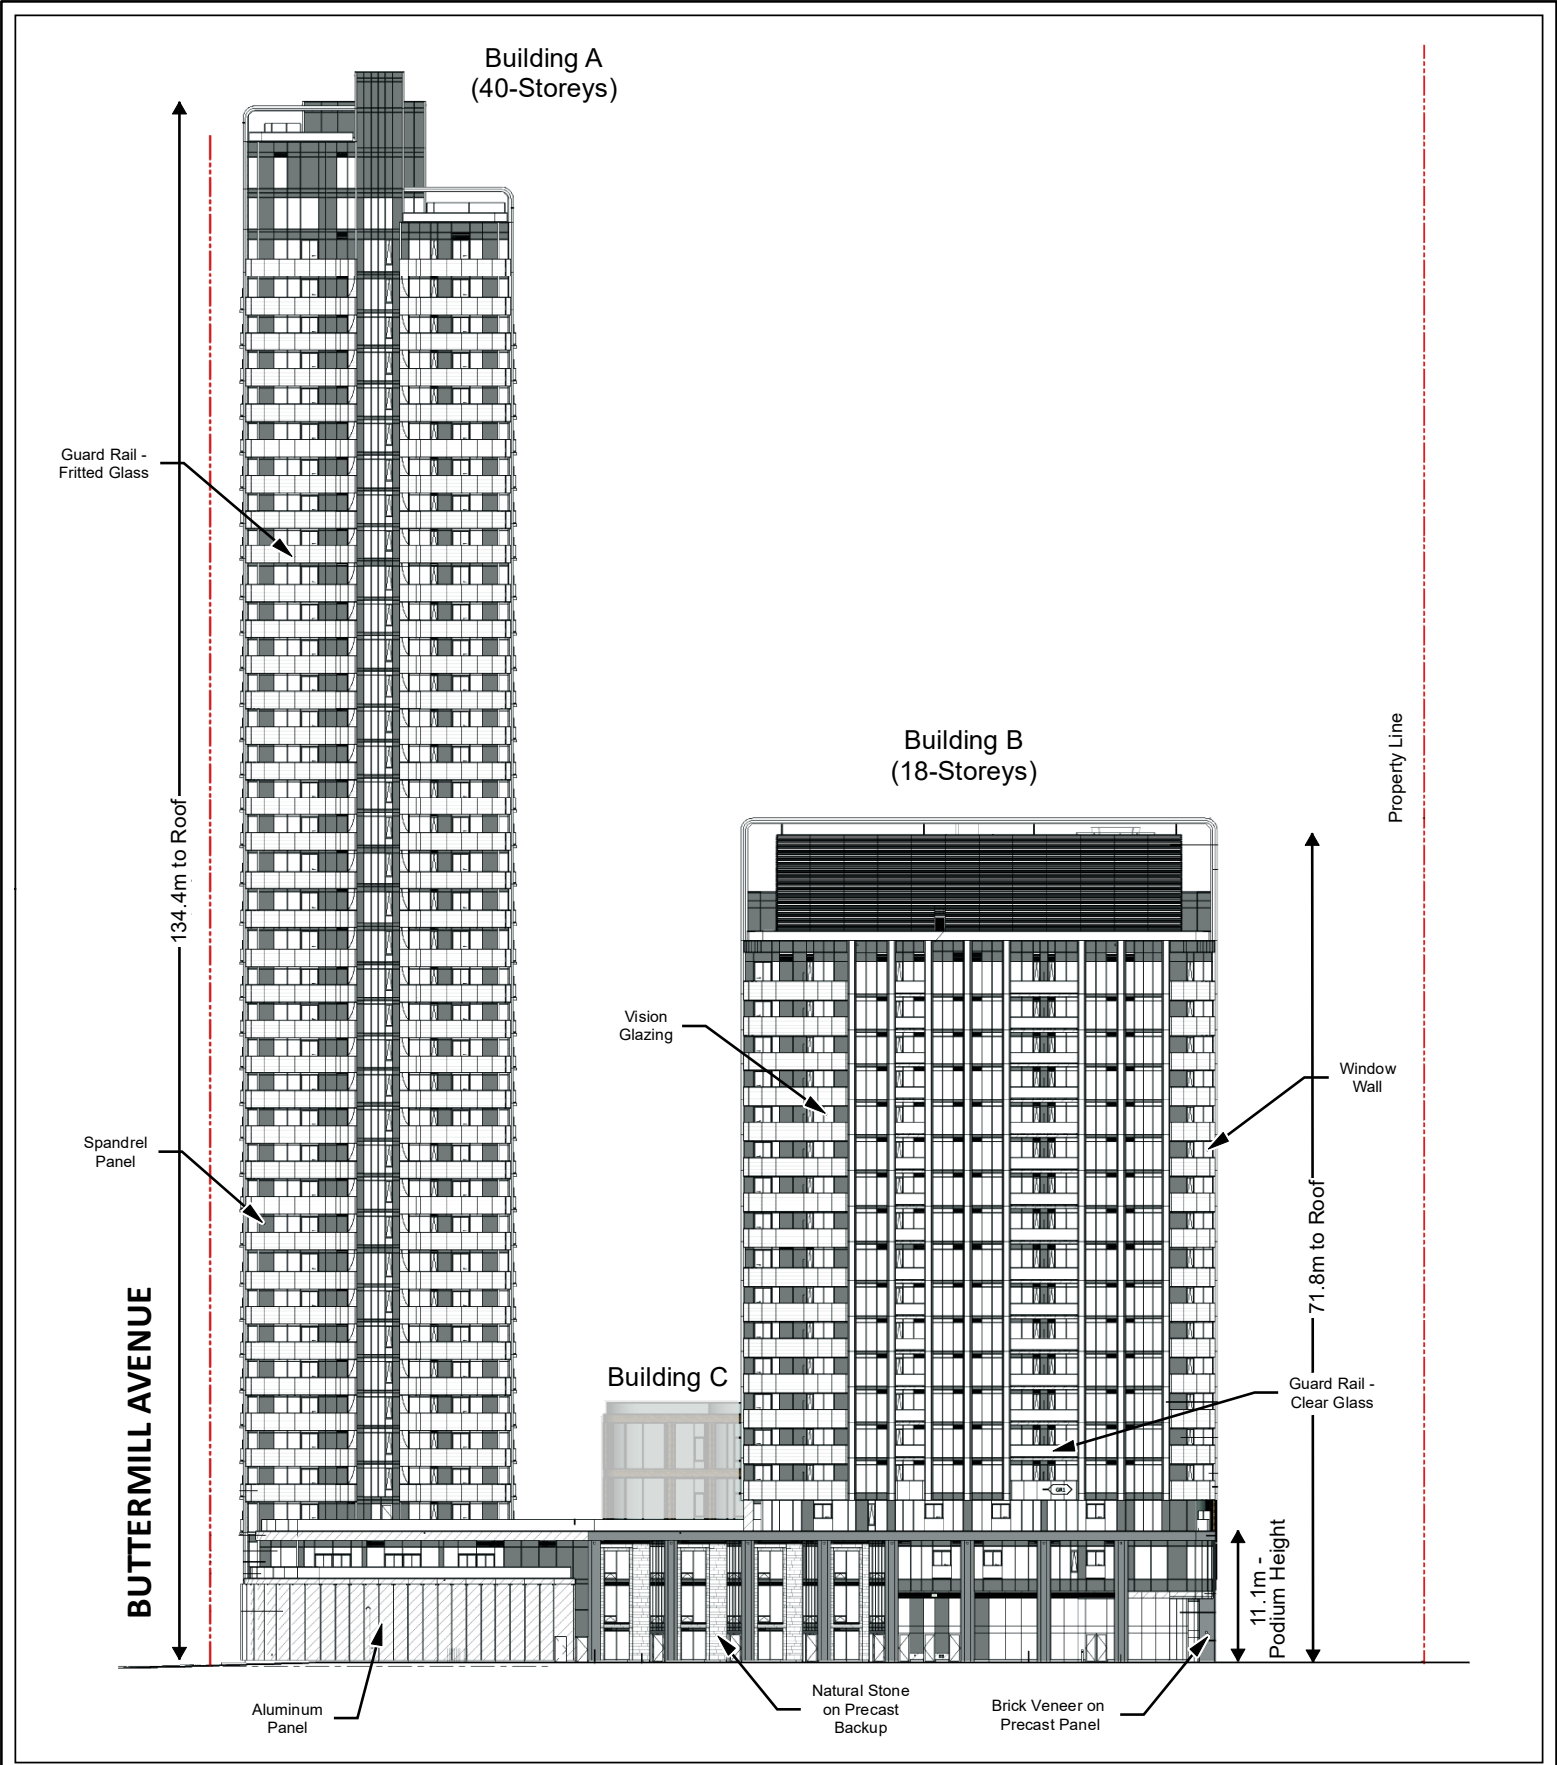 Building A
(40-Storeys)
Guard Rail -
Fritted Glass
134.4m to Roof
Spandrel
Panel
BUTTERMILL AVENUE
Building B
(18-Storeys)
Property Line
Vision
Glazing
Window
Wall
71.8m to Roof
Building C
Guard Rail -
Clear Glass
GR1
11.1m -
Podium Height
Aluminum
Panel
Natural Stone
on Precast
Backup
Brick Veneer on
Precast Panel